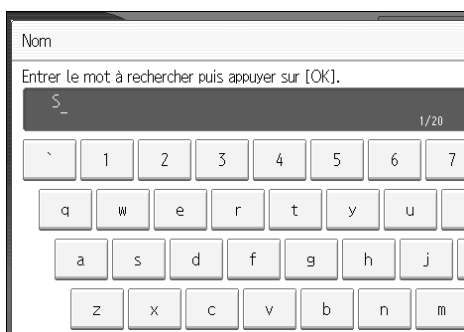 Nom
Entrer le mot à rechercher puis appuyer sur [OK].
S_
1/20
` 1 2 3 4 5 6 7
q w e r t y u
a s d f g h j
z x c v b n m